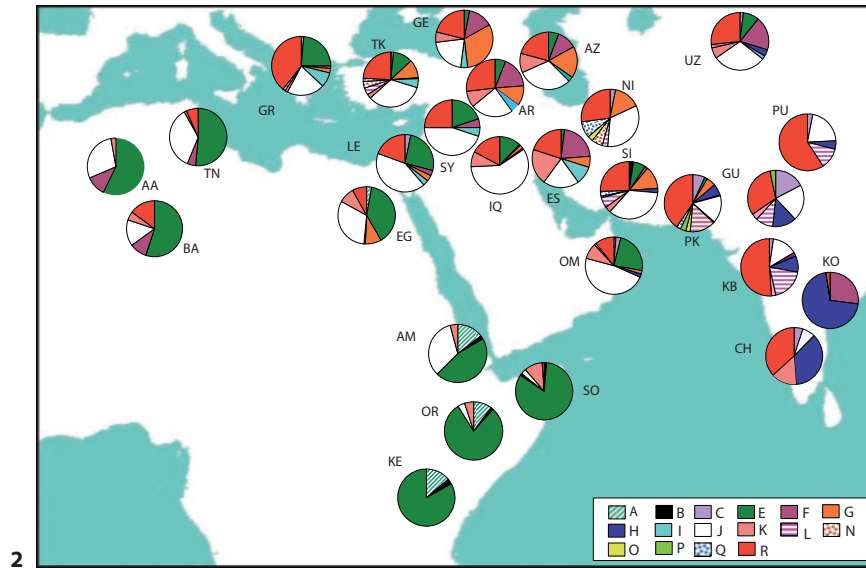 GE
TK
AZ
UZ
GR
AR
NI
PU
LE
SY
SI
GU
AA
TN
IQ
ES
PK
BA
EG
OM
KB
KO
AM
CH
SO
OR
KE
A B C E F G
H I J K L N
O P Q R
2